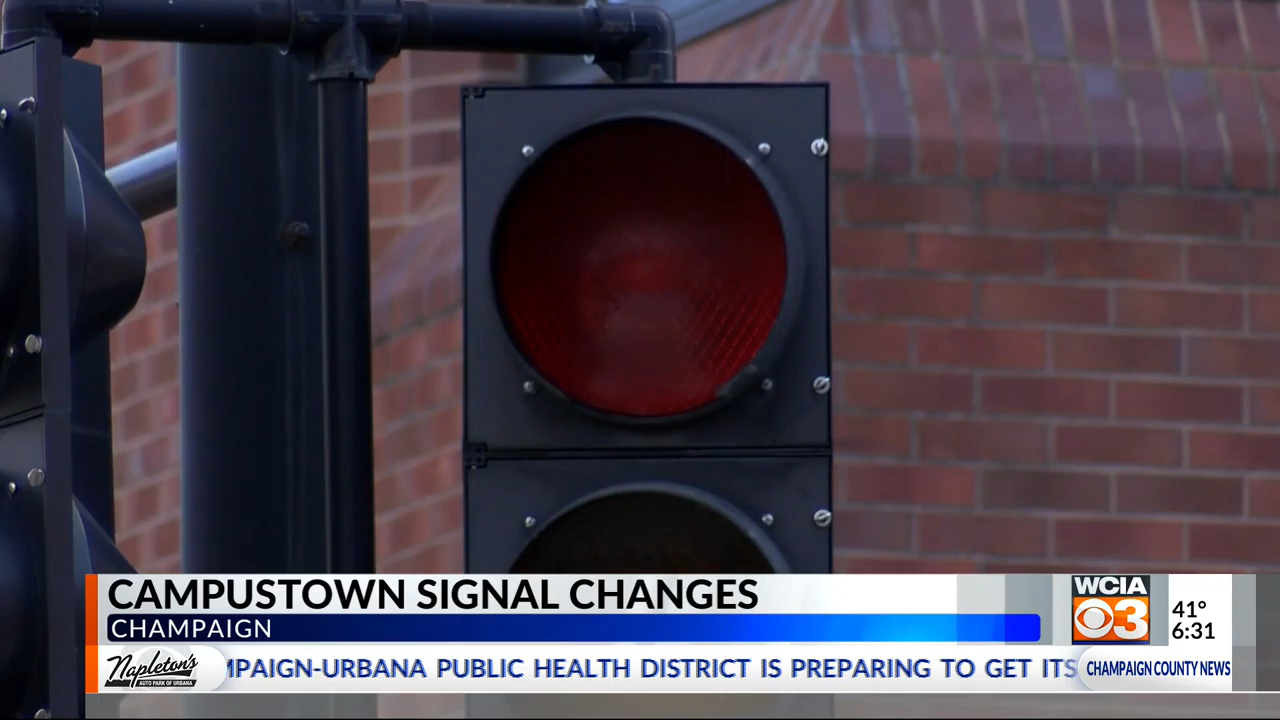 CAMPUSTOWN SIGNAL CHANGES
CHAMPAIGN
WCIA
3
41°
6:31
Napleton's
AUTO PARK OF URBANA
MPAIGN-URBANA PUBLIC HEALTH DISTRICT IS PREPARING TO GET ITS
CHAMPAIGN COUNTY NEWS